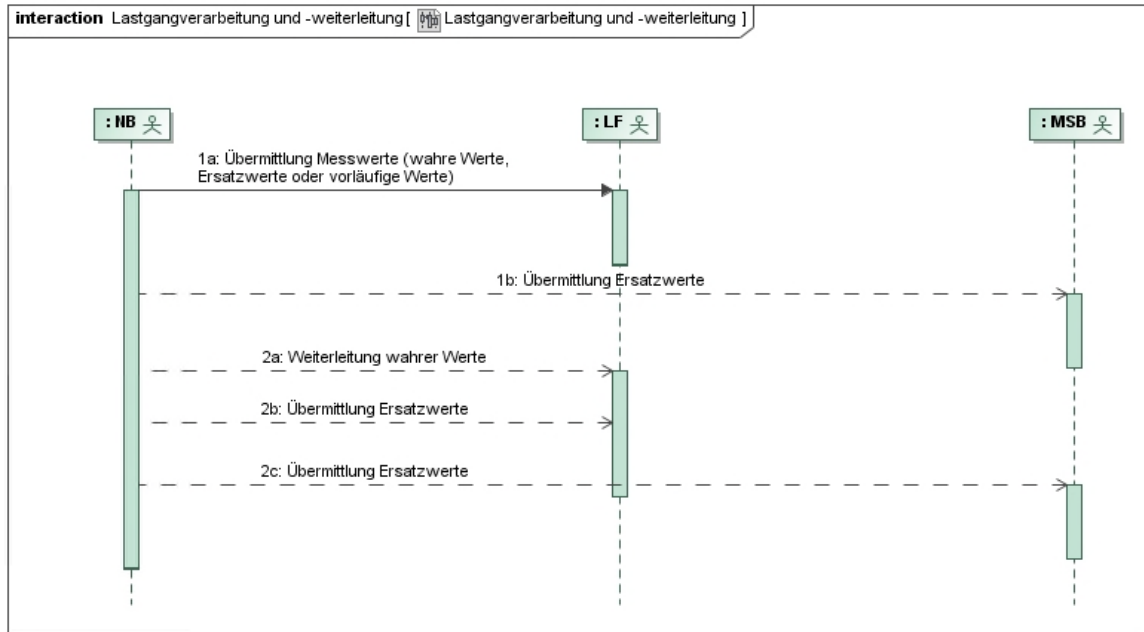 interaction Lastgangverarbeitung und -weiterleitung[ Lastgangverarbeitung und -weiterleitung ]
: NB
: LF
: MSB
1a: Übermittlung Messwerte (wahre Werte,
Ersatzwerte oder vorläufige Werte)
1b: Übermittlung Ersatzwerte
2a: Weiterleitung wahrer Werte
2b: Übermittlung Ersatzwerte
2c: Übermittlung Ersatzwerte